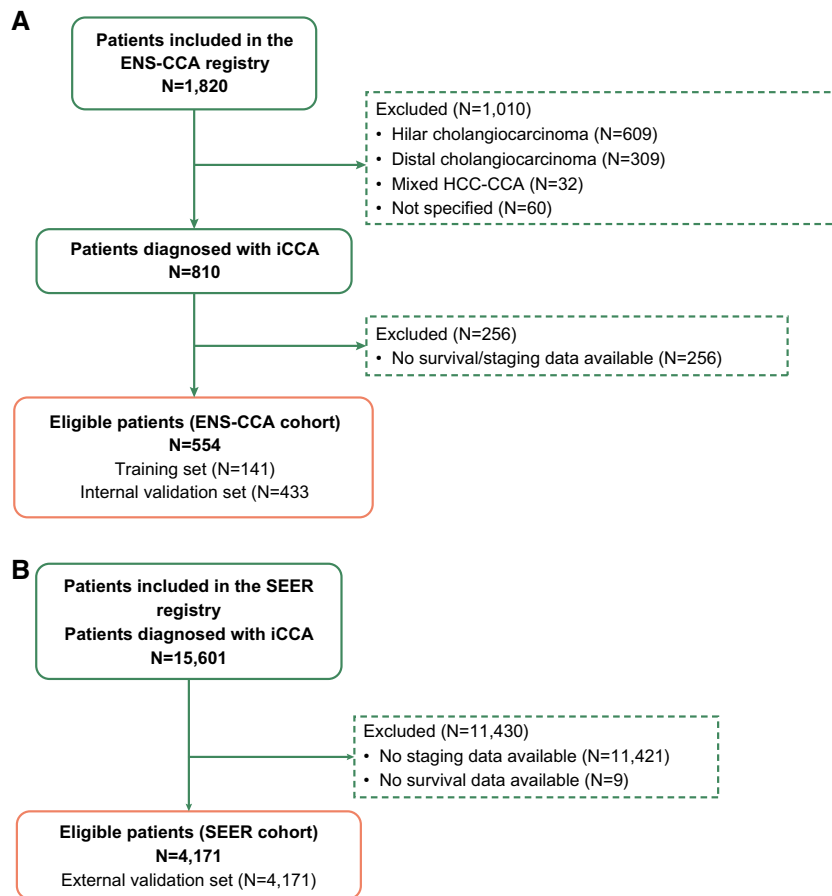 A
Patients included in the
ENS-CCA registry
N=1,820
Excluded (N=1,010)
• Hilar cholangiocarcinoma (N=609)
• Distal cholangiocarcinoma (N=309)
• Mixed HCC-CCA (N=32)
• Not specified (N=60)
Patients diagnosed with iCCA
N=810
Excluded (N=256)
• No survival/staging data available (N=256)
Eligible patients (ENS-CCA cohort)
N=554
Training set (N=141)
Internal validation set (N=433
B
Patients included in the SEER
registry
Patients diagnosed with iCCA
N=15,601
Excluded (N=11,430)
• No staging data available (N=11,421)
• No survival data available (N=9)
Eligible patients (SEER cohort)
N=4,171
External validation set (N=4,171)